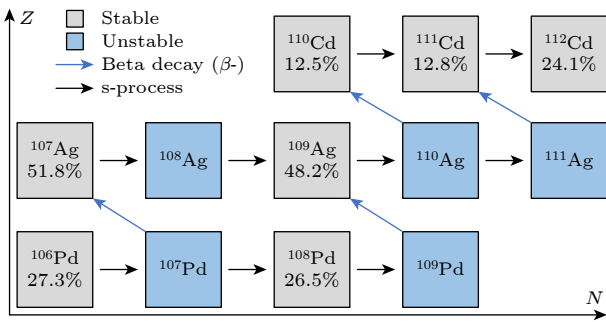 Z
Stable
Unstable
Beta decay (β-)
s-process
¹¹⁰Cd
12.5%
¹¹¹Cd
12.8%
¹¹²Cd
24.1%
¹⁰⁷Ag
51.8%
¹⁰⁸Ag
¹⁰⁹Ag
48.2%
¹¹⁰Ag
¹¹¹Ag
¹⁰⁶Pd
27.3%
¹⁰⁷Pd
¹⁰⁸Pd
26.5%
¹⁰⁹Pd
N